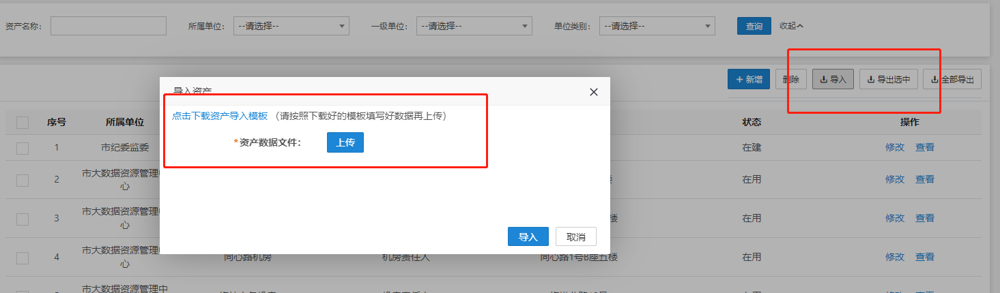 资产名称： 所属单位： --请选择-- 一级单位： --请选择-- 单位类别： --请选择-- 查询 收起
新增 删除 导入 导出选中 全部导出
导入资产
点击下载资产导入模板 （请按照下载好的模板填写好数据再上传）
*资产数据文件： 上传
导入 取消
序号 所属单位 状态 操作
1 市纪委监委 在建 修改 查看
2 市大数据资源管理中心 在用 修改 查看
3 市大数据资源管理中心 楼 在用 修改 查看
4 市大数据资源管理中心 同心路机房 机房责任人 同心路1号B座五楼 在用 修改 查看
市大数据资源管理中